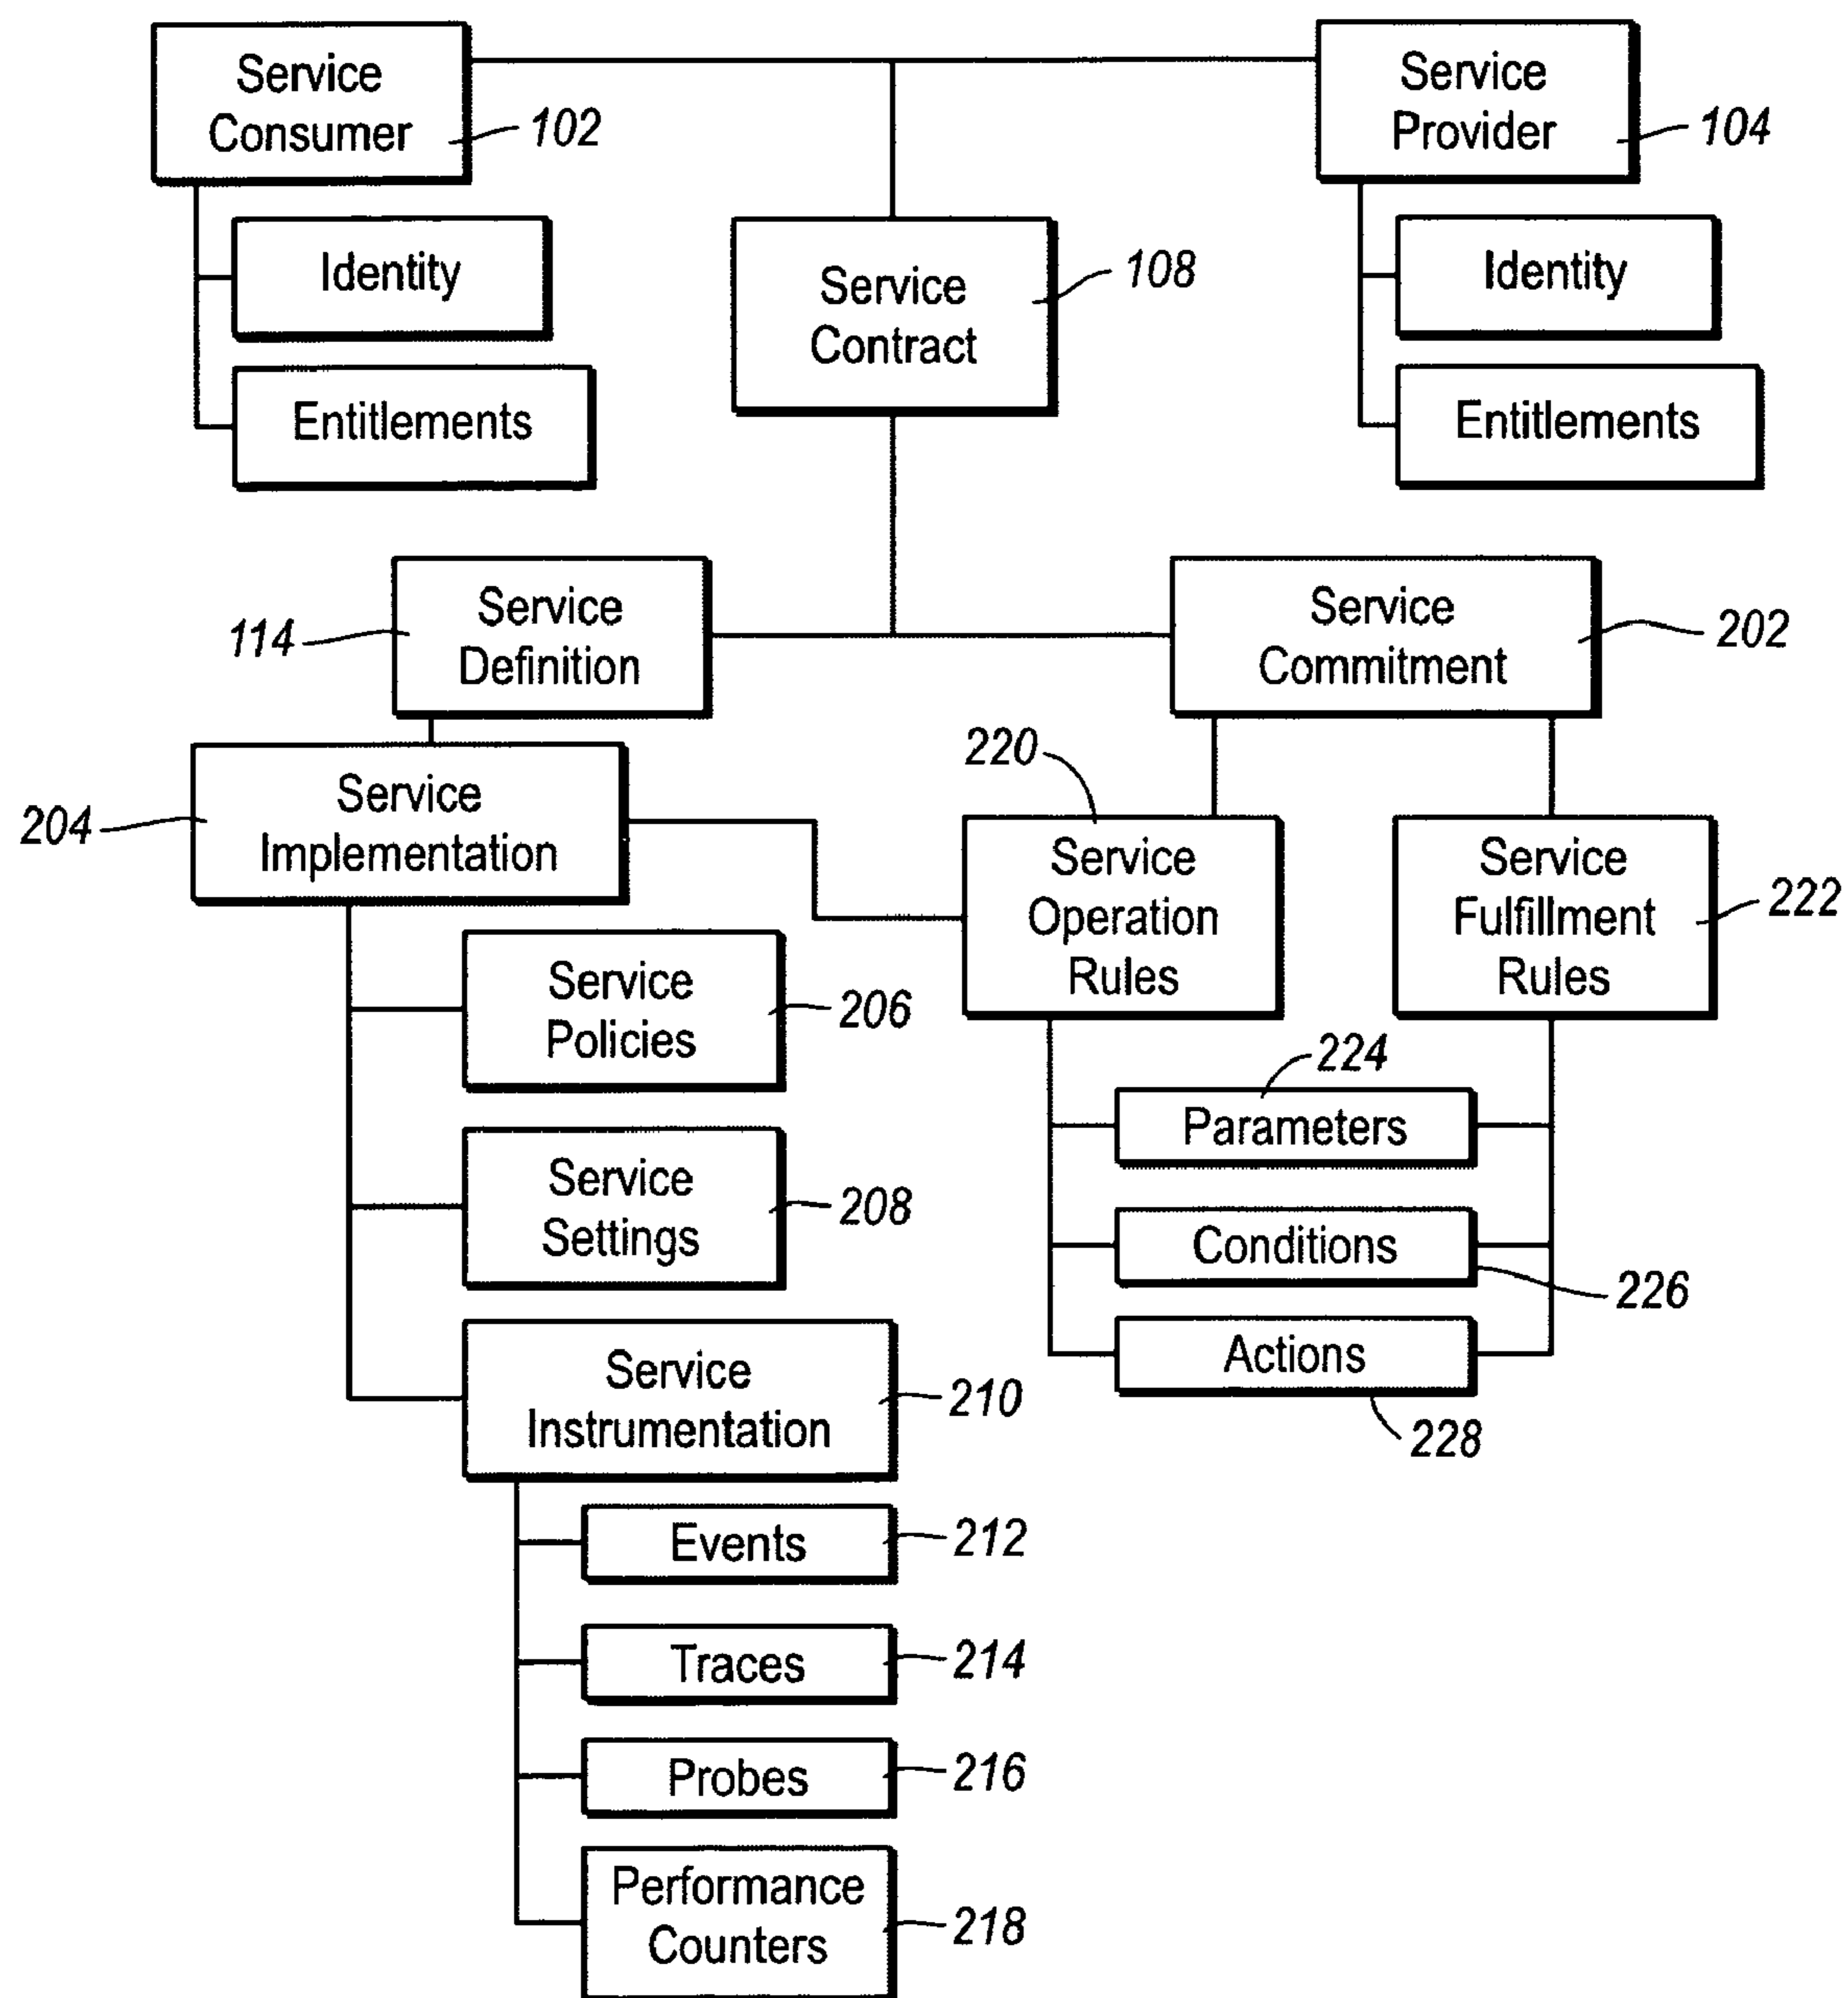 Service
Consumer
102
Service
Provider
104
Identity
Entitlements
Service
Contract
108
Identity
Entitlements
114
Service
Definition
Service
Commitment
202
204
Service
Implementation
220
Service
Operation
Rules
Service
Fulfillment
Rules
222
Service
Policies
206
224
Parameters
Service
Settings
208
Conditions
226
Actions
228
Service
Instrumentation
210
Events
212
Traces
214
Probes
216
Performance
Counters
218